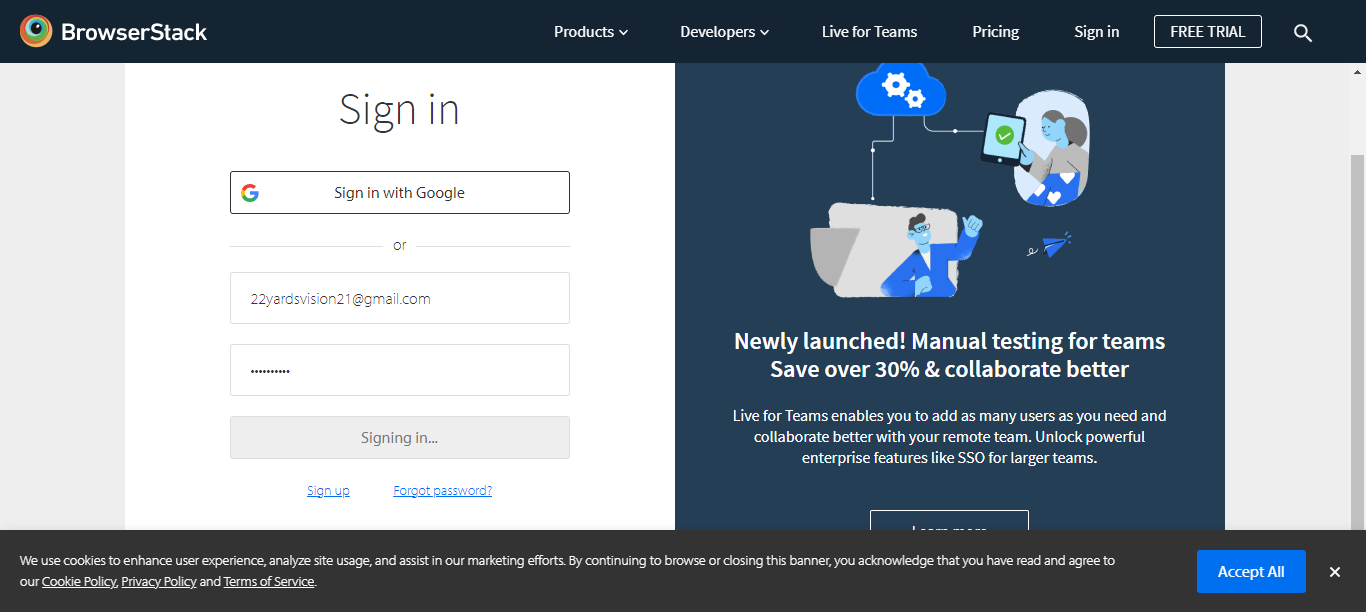 BrowserStack
Products
Developers
Live for Teams
Pricing
Sign in
FREE TRIAL
Sign in
Sign in with Google
or
22yardsvision21@gmail.com
••••••••••
Signing in...
Sign up
Forgot password?
Newly launched! Manual testing for teams
Save over 30% & collaborate better
Live for Teams enables you to add as many users as you need and
collaborate better with your remote team. Unlock powerful
enterprise features like SSO for larger teams.
We use cookies to enhance user experience, analyze site usage, and assist in our marketing efforts. By continuing to browse or closing this banner, you acknowledge that you have read and agree to
our Cookie Policy, Privacy Policy and Terms of Service.
Accept All